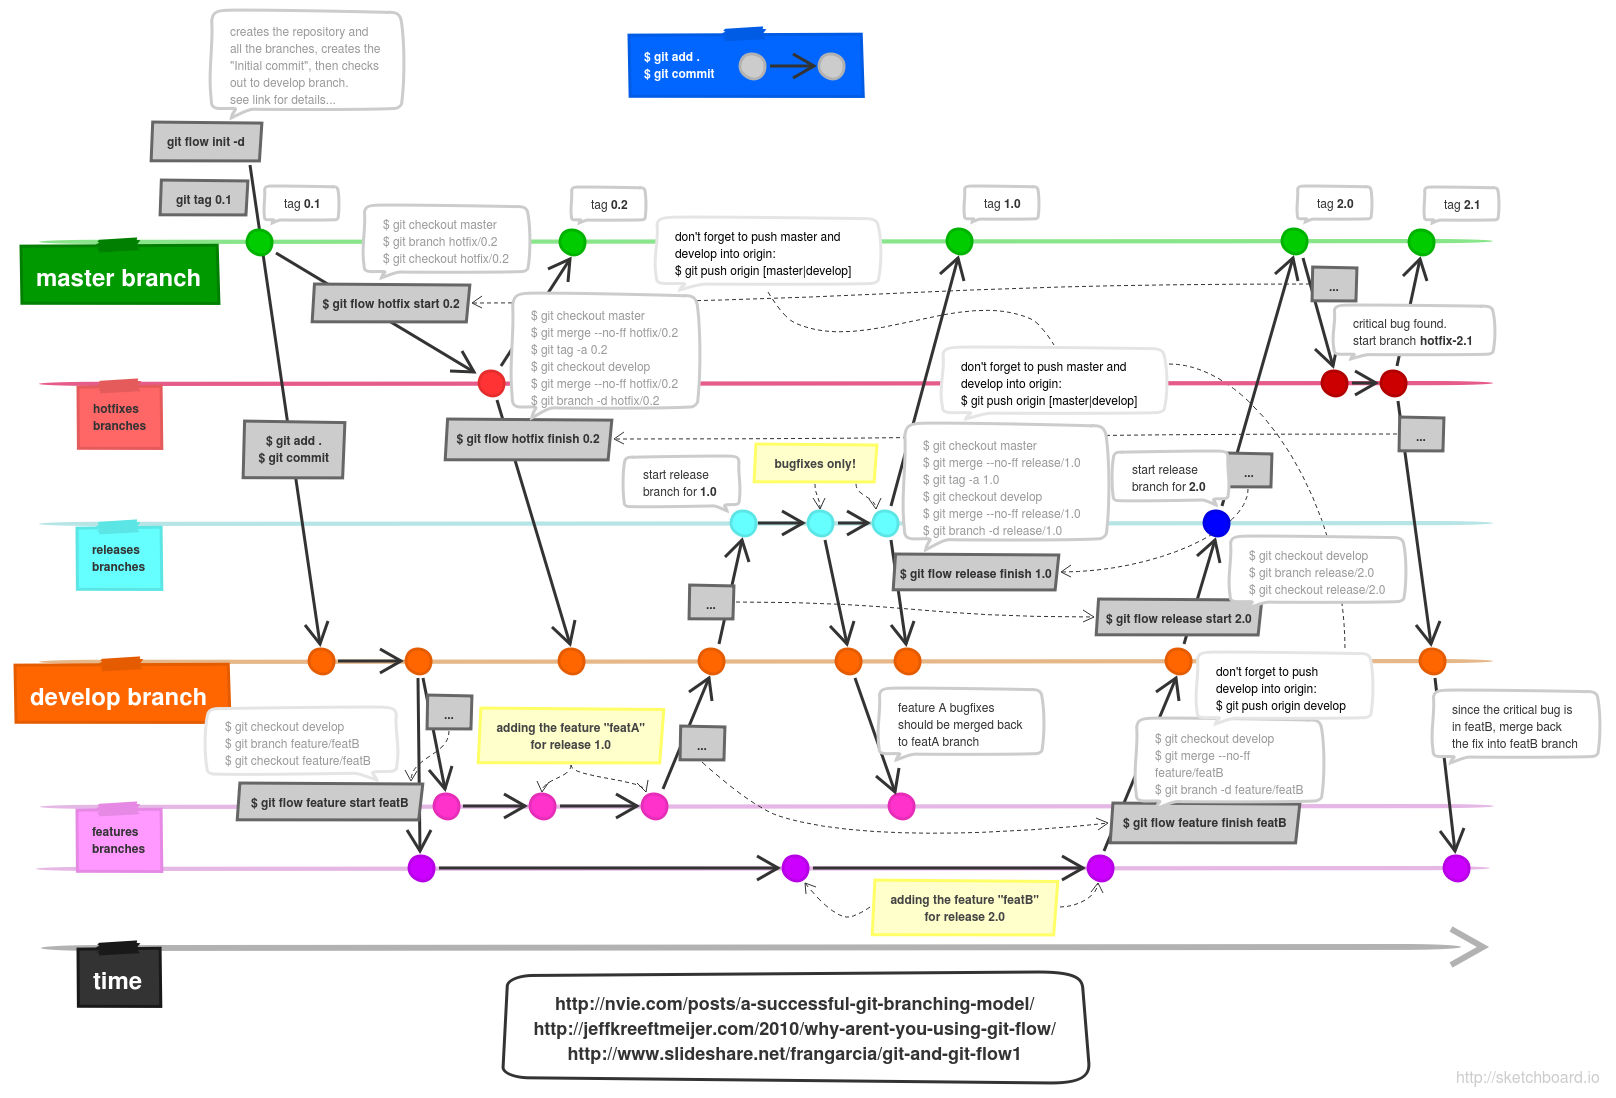 creates the repository and
all the branches, creates the
"Initial commit", then checks
out to develop branch.
see link for details...
$ git add .
$ git commit
git flow init -d
git tag 0.1
tag 0.1
tag 0.2
tag 1.0
tag 2.0
tag 2.1
$ git checkout master
$ git branch hotfix/0.2
$ git checkout hotfix/0.2
don't forget to push master and
develop into origin:
$ git push origin [master|develop]
master branch
$ git flow hotfix start 0.2
...
$ git checkout master
$ git merge --no-ff hotfix/0.2
$ git tag -a 0.2
$ git checkout develop
$ git merge --no-ff hotfix/0.2
$ git branch -d hotfix/0.2
critical bug found.
start branch hotfix-2.1
don't forget to push master and
develop into origin:
$ git push origin [master|develop]
hotfixes
branches
$ git add .
$ git commit
$ git flow hotfix finish 0.2
...
start release
branch for 1.0
bugfixes only!
$ git checkout master
$ git merge --no-ff release/1.0
$ git tag -a 1.0
$ git checkout develop
$ git merge --no-ff release/1.0
$ git branch -d release/1.0
start release
branch for 2.0
...
releases
branches
$ git flow release finish 1.0
$ git checkout develop
$ git branch release/2.0
$ git checkout release/2.0
...
$ git flow release start 2.0
develop branch
don't forget to push
develop into origin:
$ git push origin develop
$ git checkout develop
$ git branch feature/featB
$ git checkout feature/featB
...
adding the feature "featA"
for release 1.0
...
feature A bugfixes
should be merged back
to featA branch
$ git checkout develop
$ git merge --no-ff
feature/featB
$ git branch -d feature/featB
since the critical bug is
in featB, merge back
the fix into featB branch
$ git flow feature start featB
$ git flow feature finish featB
features
branches
adding the feature "featB"
for release 2.0
time
http://nvie.com/posts/a-successful-git-branching-model/
http://jeffkreeftmeijer.com/2010/why-arent-you-using-git-flow/
http://www.slideshare.net/frangarcia/git-and-git-flow1
http://sketchboard.io